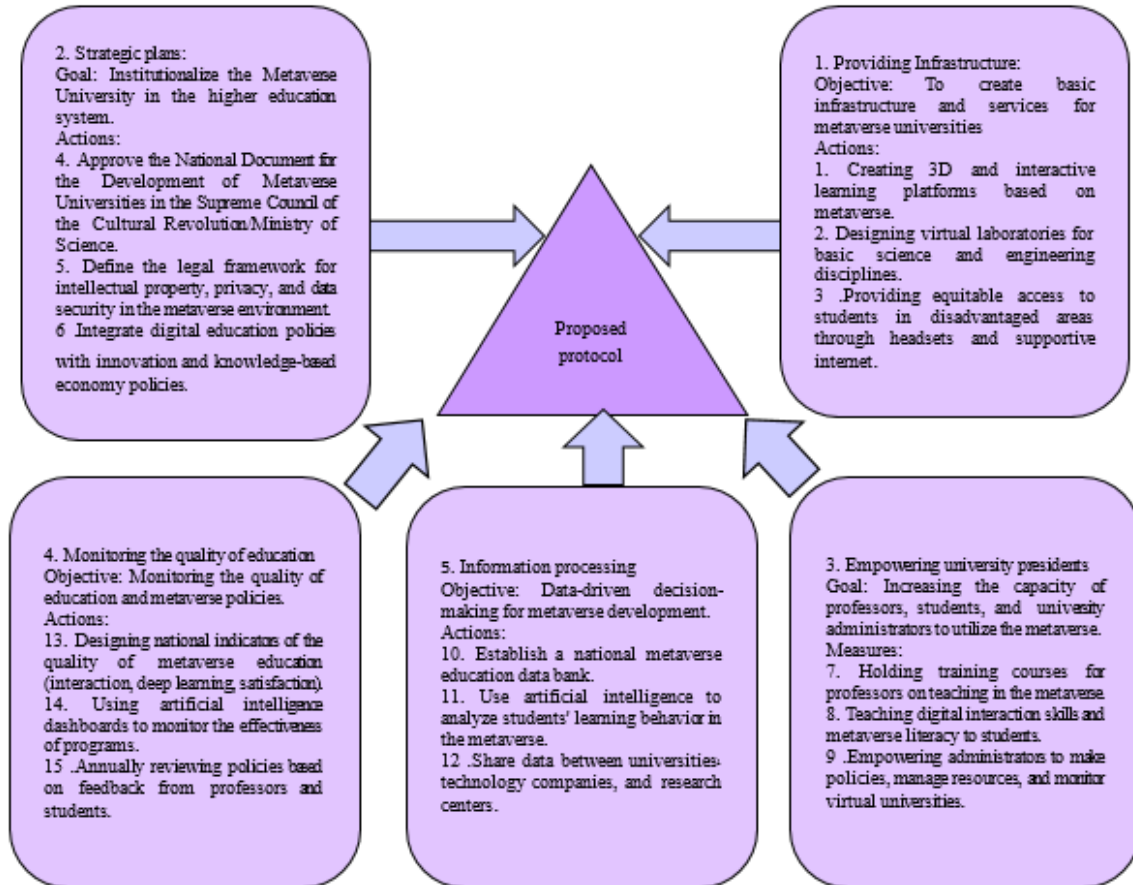 2. Strategic plans:
Goal: Institutionalize the Metaverse
University in the higher education
system.
Actions:
4. Approve the National Document for
the Development of Metaverse
Universities in the Supreme Council of
the Cultural Revolution/Ministry of
Science.
5. Define the legal framework for
intellectual property, privacy, and data
security in the metaverse environment.
6 .Integrate digital education policies
with innovation and knowledge-based
economy policies.
1. Providing Infrastructure:
Objective: To create basic
infrastructure and services for
metaverse universities
Actions:
1. Creating 3D and interactive
learning platforms based on
metaverse.
2. Designing virtual laboratories for
basic science and engineering
disciplines.
3 .Providing equitable access to
students in disadvantaged areas
through headsets and supportive
internet.
Proposed
protocol
4. Monitoring the quality of education
Objective: Monitoring the quality of
education and metaverse policies.
Actions:
13. Designing national indicators of the
quality of metaverse education
(interaction, deep learning, satisfaction).
14. Using artificial intelligence
dashboards to monitor the effectiveness
of programs.
15 .Annually reviewing policies based
on feedback from professors and
students.
5. Information processing
Objective: Data-driven decision-
making for metaverse development.
Actions:
10. Establish a national metaverse
education data bank.
11. Use artificial intelligence to
analyze students' learning behavior in
the metaverse.
12 .Share data between universities،
technology companies, and research
centers.
3. Empowering university presidents
Goal: Increasing the capacity of
professors, students, and university
administrators to utilize the metaverse.
Measures:
7. Holding training courses for
professors on teaching in the metaverse.
8. Teaching digital interaction skills and
metaverse literacy to students.
9 .Empowering administrators to make
policies, manage resources, and monitor
virtual universities.